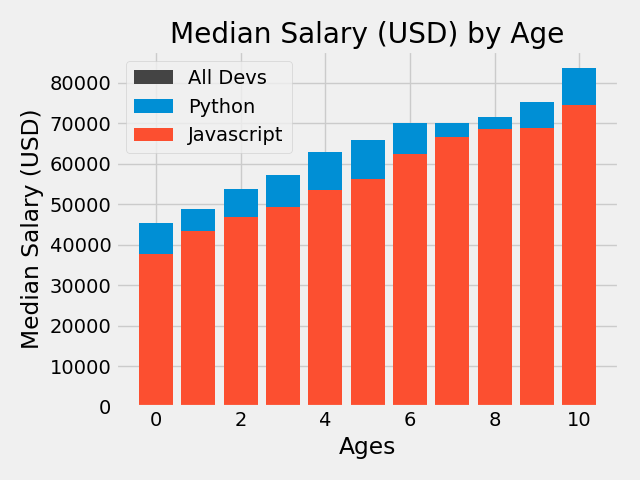 Median Salary (USD) by Age
All Devs
Python
Javascript
Median Salary (USD)
80000
70000
60000
50000
40000
30000
20000
10000
0
0 2 4 6 8 10
Ages